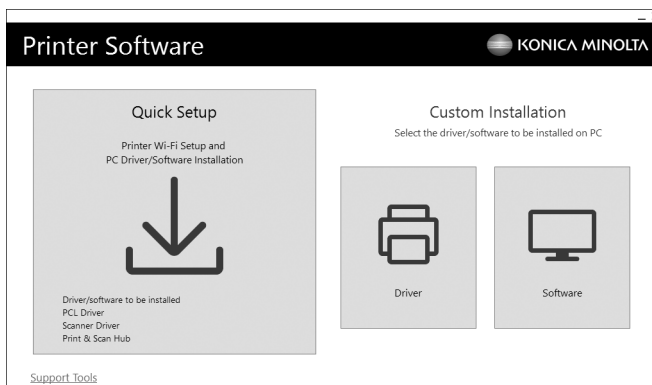 Printer Software
KONICA MINOLTA
Quick Setup
Printer Wi-Fi Setup and
PC Driver/Software Installation
Driver/software to be installed
PCL Driver
Scanner Driver
Print & Scan Hub
Custom Installation
Select the driver/software to be installed on PC
Driver
Software
Support Tools